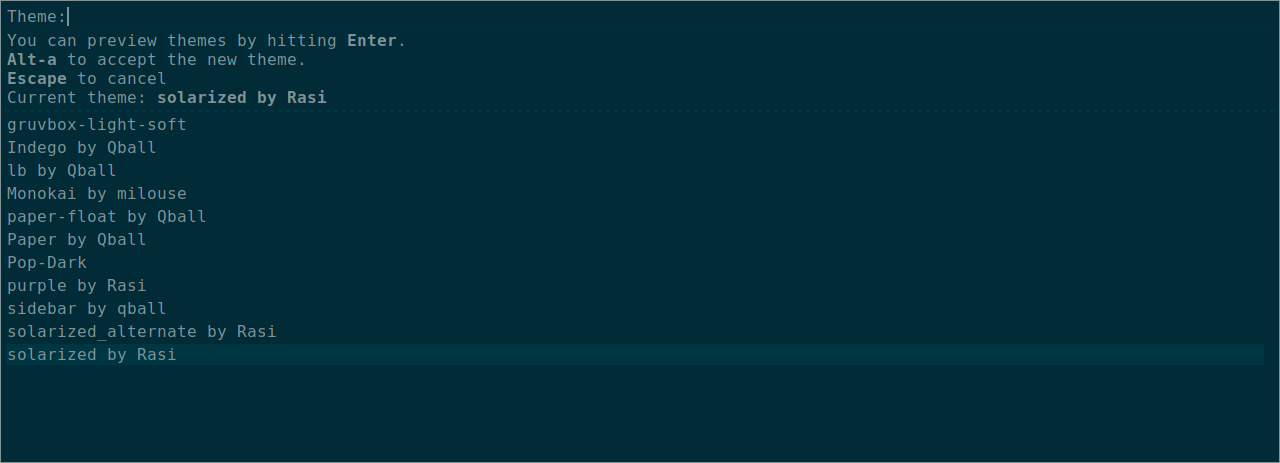 Theme:
You can preview themes by hitting Enter.
Alt-a to accept the new theme.
Escape to cancel
Current theme: solarized by Rasi
gruvbox-light-soft
Indego by Qball
lb by Qball
Monokai by milouse
paper-float by Qball
Paper by Qball
Pop-Dark
purple by Rasi
sidebar by qball
solarized_alternate by Rasi
solarized by Rasi